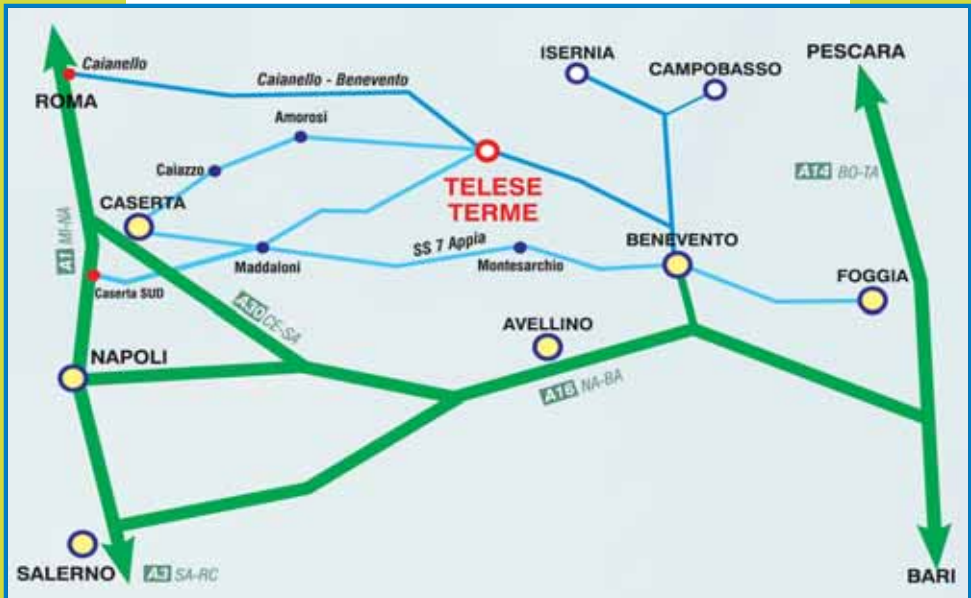 ISERNIA
PESCARA
Caianello
CAMPOBASSO
Caianello - Benevento
ROMA
Amorosi
Caiazzo
A14 BO-TA
TELESE
TERME
CASERTA
SS 7 Appia
BENEVENTO
A1 MI-NA
Maddaloni
Montesarchio
FOGGIA
Caserta SUD
A30 CE-SA
AVELLINO
NAPOLI
A16 NA-BA
SALERNO
A3 SA-RC
BARI